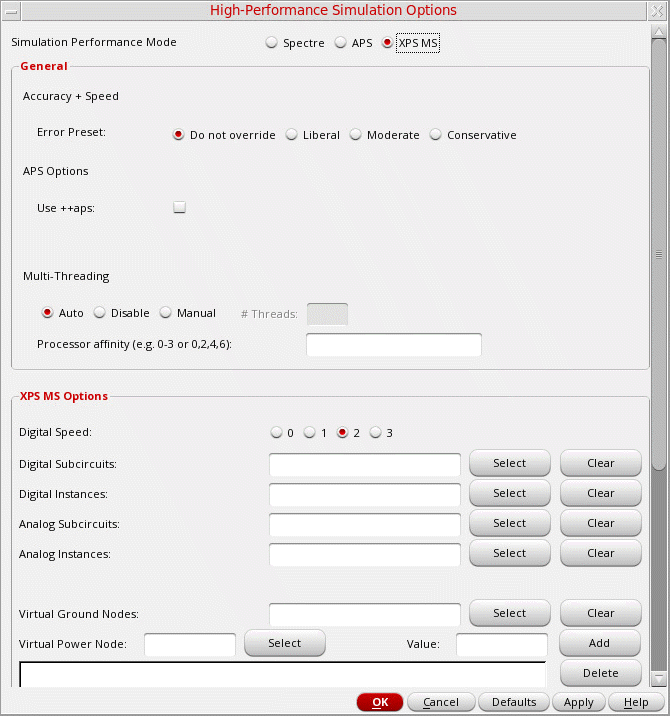 High-Performance Simulation Options
Simulation Performance Mode Spectre APS XPS MS
General
Accuracy + Speed
Error Preset: Do not override Liberal Moderate Conservative
APS Options
Use ++aps:
Multi-Threading
Auto Disable Manual # Threads:
Processor affinity (e.g. 0-3 or 0,2,4,6):
XPS MS Options
Digital Speed: 0 1 2 3
Digital Subcircuits: Select Clear
Digital Instances: Select Clear
Analog Subcircuits: Select Clear
Analog Instances: Select Clear
Virtual Ground Nodes: Select Clear
Virtual Power Node: Select Value: Add
Delete
OK Cancel Defaults Apply Help